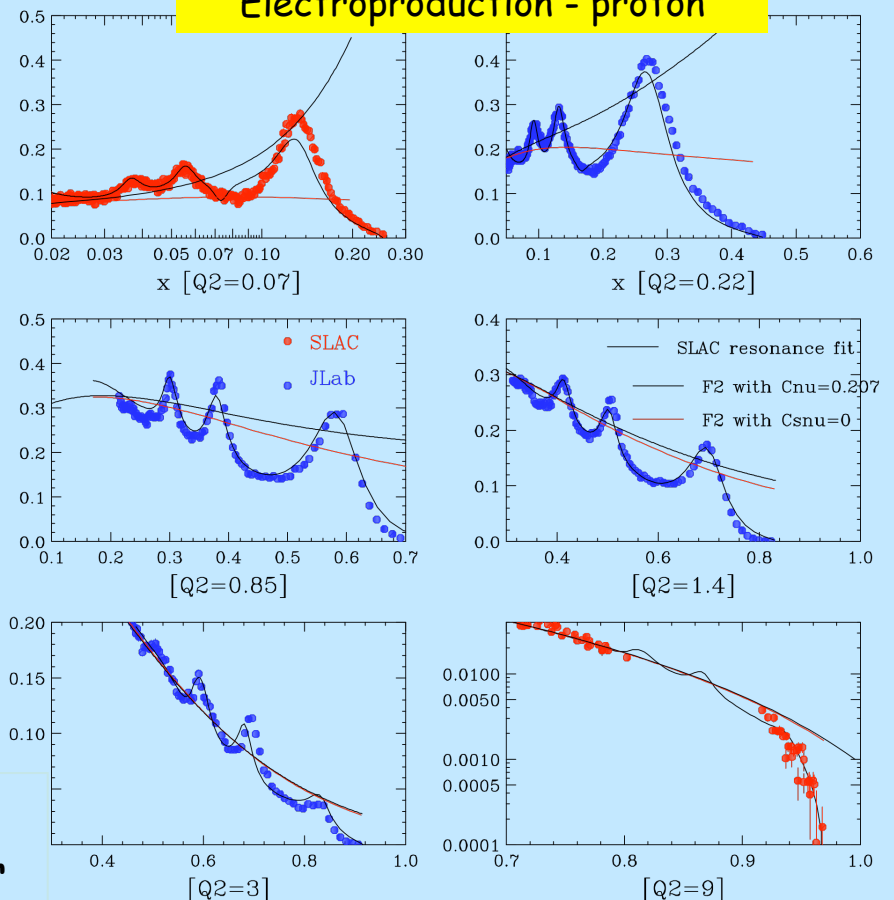 Electroproduction - proton
0.5
0.4
0.3
0.2
0.1
0.0
0.02 0.03 0.05 0.07 0.10 0.20 0.30
x [Q2=0.07]
0.5
0.4
0.3
0.2
0.1
0.0
0.1 0.2 0.3 0.4 0.5 0.6
x [Q2=0.22]
0.5
0.4
0.3
0.2
0.1
0.0
SLAC
JLab
0.1 0.2 0.3 0.4 0.5 0.6 0.7
[Q2=0.85]
0.4
0.3
0.2
0.1
0.0
SLAC resonance fit
F2 with Cnu=0.207
F2 with Csnu=0
0.4 0.6 0.8 1.0
[Q2=1.4]
0.20
0.15
0.10
0.4 0.6 0.8 1.0
[Q2=3]
0.0100
0.0050
0.0010
0.0005
0.0001
0.7 0.8 0.9 1.0
[Q2=9]